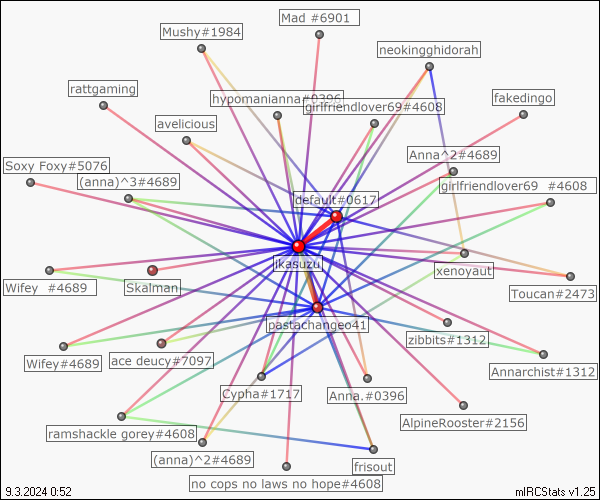 Mad #6901
Mushy#1984
neokingghidorah
rattgaming
hypomanianna#0396
girlfriendlover69#4608
fakedingo
avelicious
Anna^2#4689
Soxy Foxy#5076
(anna)^3#4689
girlfriendlover69 #4608
default#0617
jkasuzu
xenoyaut
Wifey #4689
Skalman
Toucan#2473
pastachangeo41
zibbits#1312
Wifey#4689
ace deucy#7097
Annarchist#1312
Cypha#1717
Anna.#0396
AlpineRooster#2156
ramshackle gorey#4608
(anna)^2#4689
frisout
no cops no laws no hope#4608
9.3.2024 0:52
mIRCStats v1.25